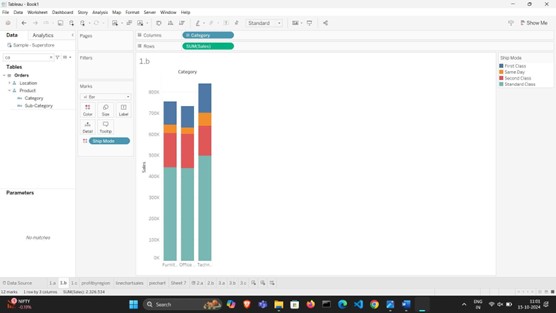 Tableau - Book1
File Data Worksheet Dashboard Story Analysis Map Format Server Window Help
Standard
Show Me
Data Analytics
Sample - Superstore
Tables
Orders
Location
Product
Category
Sub-Category
Parameters
No matches
Pages
Filters
Marks
Bar
Color Size Label
Detail Tooltip
Ship Mode
Columns Category
Rows SUM(Sales)
1.b
Category
800K
700K
600K
500K
400K
300K
200K
100K
0K
Sales
Furnit.. Office .. Techn..
Ship Mode
First Class
Same Day
Second Class
Standard Class
Data Source 1.a 1.b 1.c profitbyregion piechart Sheet 7 2.a 2.b 3.a 3.b 3.c
12 marks 1 row by 3 columns SUM(Sales): 2,326,534
NIFTY
Search
ENG
IN
11:01
15-10-2024